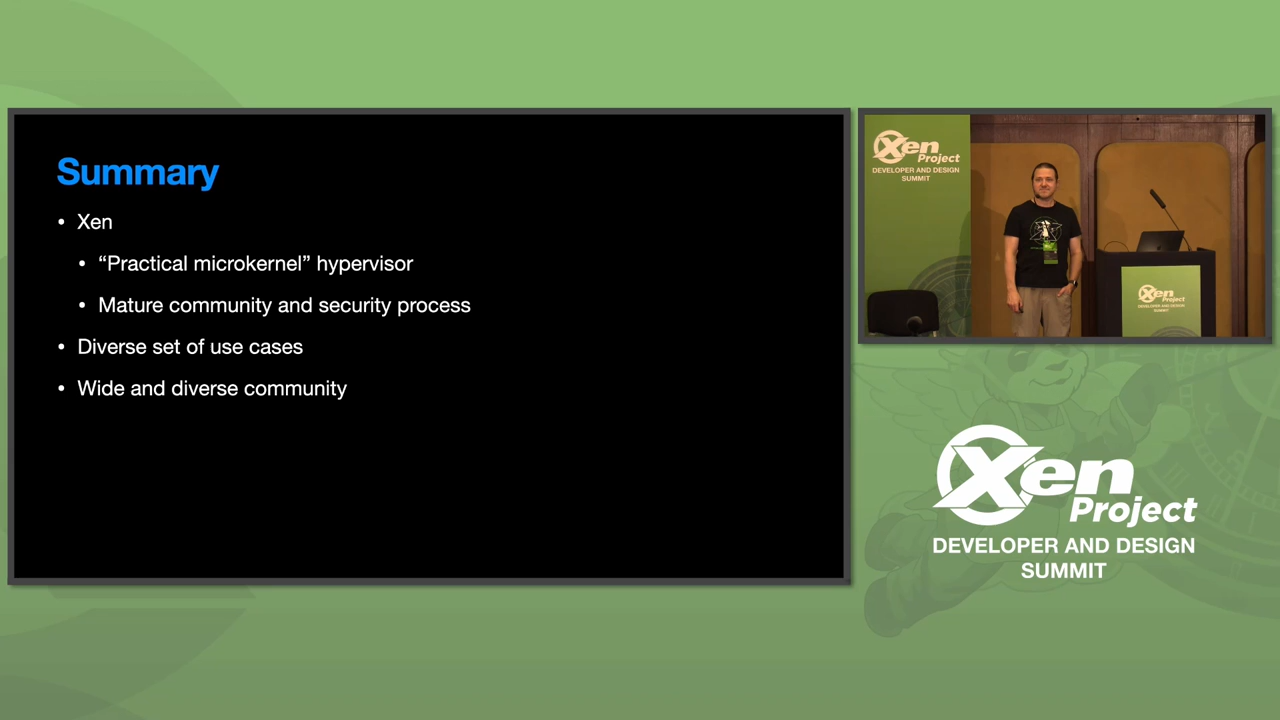 Summary
• Xen
• “Practical microkernel” hypervisor
• Mature community and security process
• Diverse set of use cases
• Wide and diverse community
Xen
Project
DEVELOPER AND DESIGN
SUMMIT
Xen
Project
DEVELOPER AND DESIGN
SUMMIT
Xen
Project
DEVELOPER AND DESIGN
SUMMIT